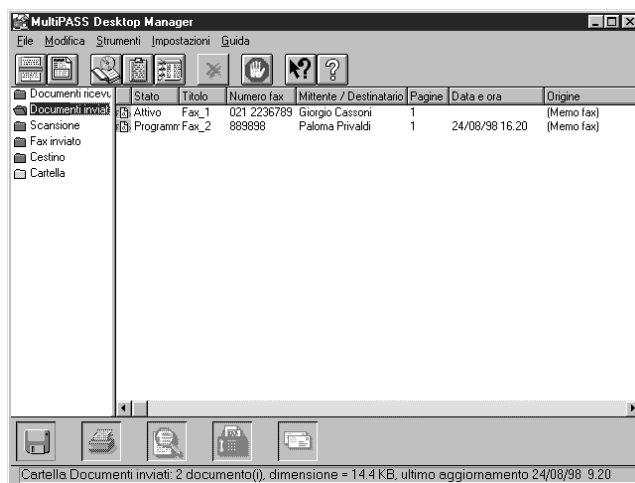 MultiPASS Desktop Manager
File Modifica Strumenti Impostazioni Guida
Documenti ricevu Stato Titolo Numero fax Mittente / Destinatario Pagine Data e ora Origine
Documenti inviat Attivo Fax_1 021 2236789 Giorgio Cassoni 1 (Memo fax)
Scansione Programm Fax_2 889898 Paloma Privaldi 1 24/08/98 16.20 (Memo fax)
Fax inviato
Cestino
Cartella
Cartella Documenti inviati: 2 documento(i), dimensione = 14.4 KB, ultimo aggiornamento 24/08/98 9.20